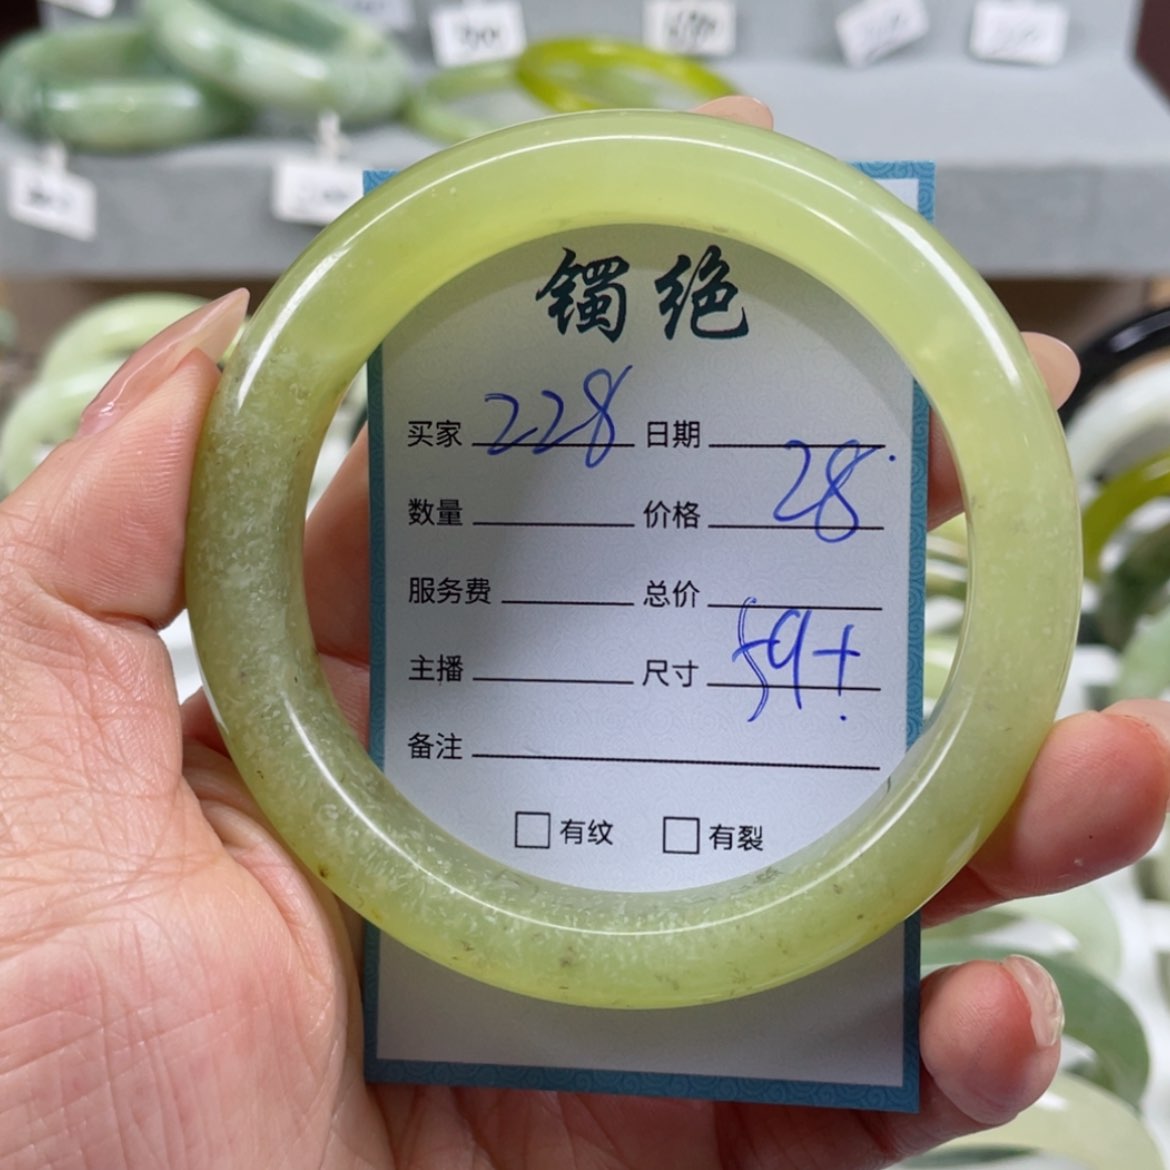 镯绝
买家 228 日期
数量 价格 28.
服务费 总价
主播 尺寸 59+.
备注
□ 有纹 □ 有裂